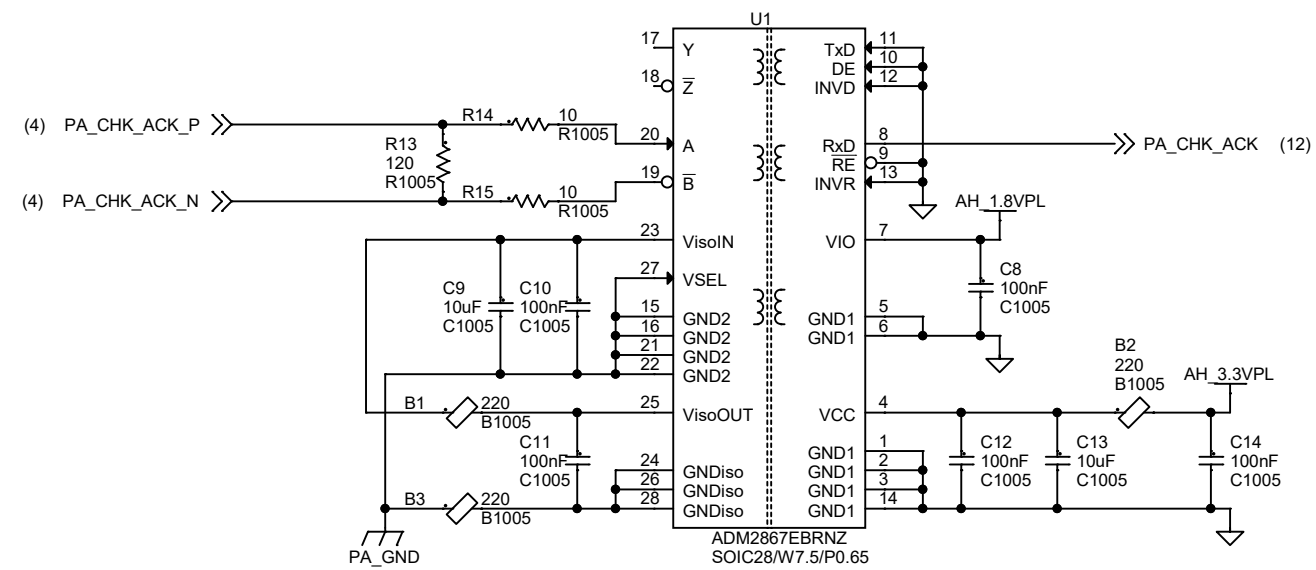 U1
17
Y
18
Z
(4) PA_CHK_ACK_P
R14
10
R1005
20
A
R13
120
R1005
19
B
(4) PA_CHK_ACK_N
R15
10
R1005
23
VisoIN
27
VSEL
C9
10uF
C1005
C10
100nF
C1005
15
GND2
16
GND2
21
GND2
22
GND2
B1
220
B1005
25
VisoOUT
C11
100nF
C1005
24
GNDiso
26
GNDiso
28
GNDiso
B3
220
B1005
PA_GND
TxD
11
DE
10
INVD
12
RxD
8
PA_CHK_ACK (12)
RE
9
INVR
13
AH_1.8VPL
VIO
7
C8
100nF
C1005
GND1
5
GND1
6
B2
220
B1005
AH_3.3VPL
VCC
4
GND1
1
GND1
2
GND1
3
GND1
14
C12
100nF
C1005
C13
10uF
C1005
C14
100nF
C1005
ADM2867EBRNZ
SOIC28/W7.5/P0.65